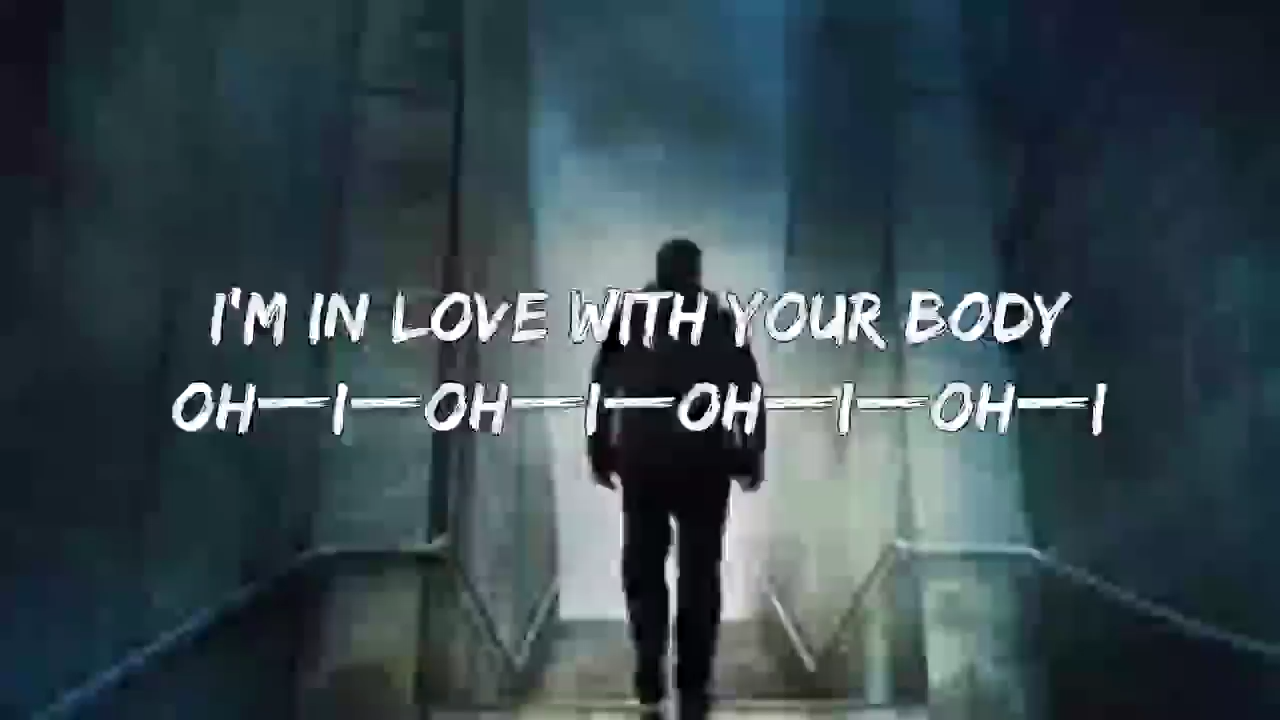 I'M IN LOVE WITH YOUR BODY
OH—I—OH—I—OH—I—OH—I